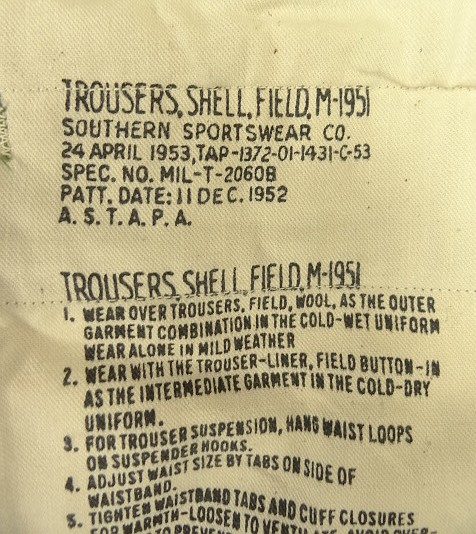 TROUSERS, SHELL, FIELD, M-1951
SOUTHERN SPORTSWEAR CO.
24 APRIL 1953, TAP-1372-01-1431-C-53
SPEC. NO. MIL-T-2060B
PATT. DATE: 11 DEC. 1952
A. S. T. A. P. A.
TROUSERS, SHELL, FIELD, M-1951
1. WEAR OVER TROUSERS, FIELD, WOOL, AS THE OUTER
GARMENT COMBINATION IN THE COLD-WET UNIFORM
WEAR ALONE IN MILD WEATHER
2. WEAR WITH THE TROUSER-LINER, FIELD BUTTON-IN
AS THE INTERMEDIATE GARMENT IN THE COLD-DRY
UNIFORM.
3. FOR TROUSER SUSPENSION, HANG WAIST LOOPS
ON SUSPENDER HOOKS.
4. ADJUST WAIST SIZE BY TABS ON SIDE OF
WAISTBAND.
5. TIGHTEN WAISTBAND TABS AND CUFF CLOSURES
FOR WARMTH-LOOSEN TO VENTILATE. AVOID OVER-
TO PREVENT